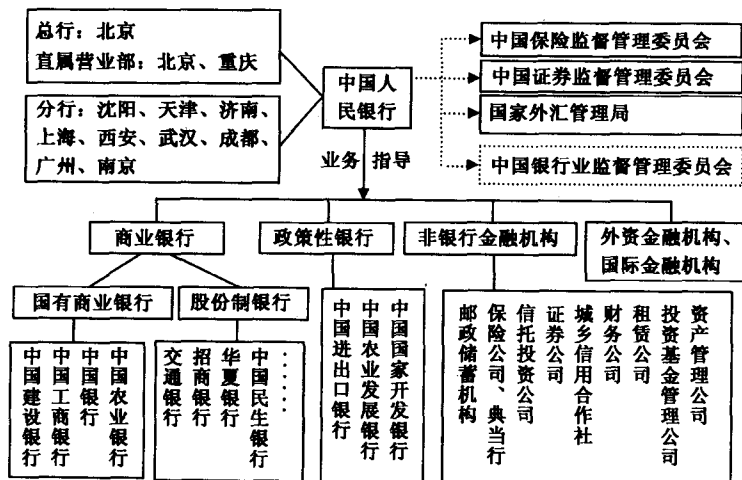 总行：北京
直属营业部：北京、重庆
分行：沈阳、天津、济南、
上海、西安、武汉、成都、
广州、南京
中国人
民银行
中国保险监督管理委员会
中国证券监督管理委员会
国家外汇管理局
中国银行业监督管理委员会
业务 指导
商业银行
政策性银行
非银行金融机构
外资金融机构、
国际金融机构
国有商业银行
股份制银行
中国建设银行
中国工商银行
中国银行
中国农业银行
交通银行
招商银行
华夏银行
中国民生银行
……
中国进出口银行
中国农业发展银行
中国国家开发银行
邮政储蓄机构
保险公司、典当行
信托投资公司
证券公司
城乡信用合作社
财务公司
租赁公司
投资基金管理公司
资产管理公司